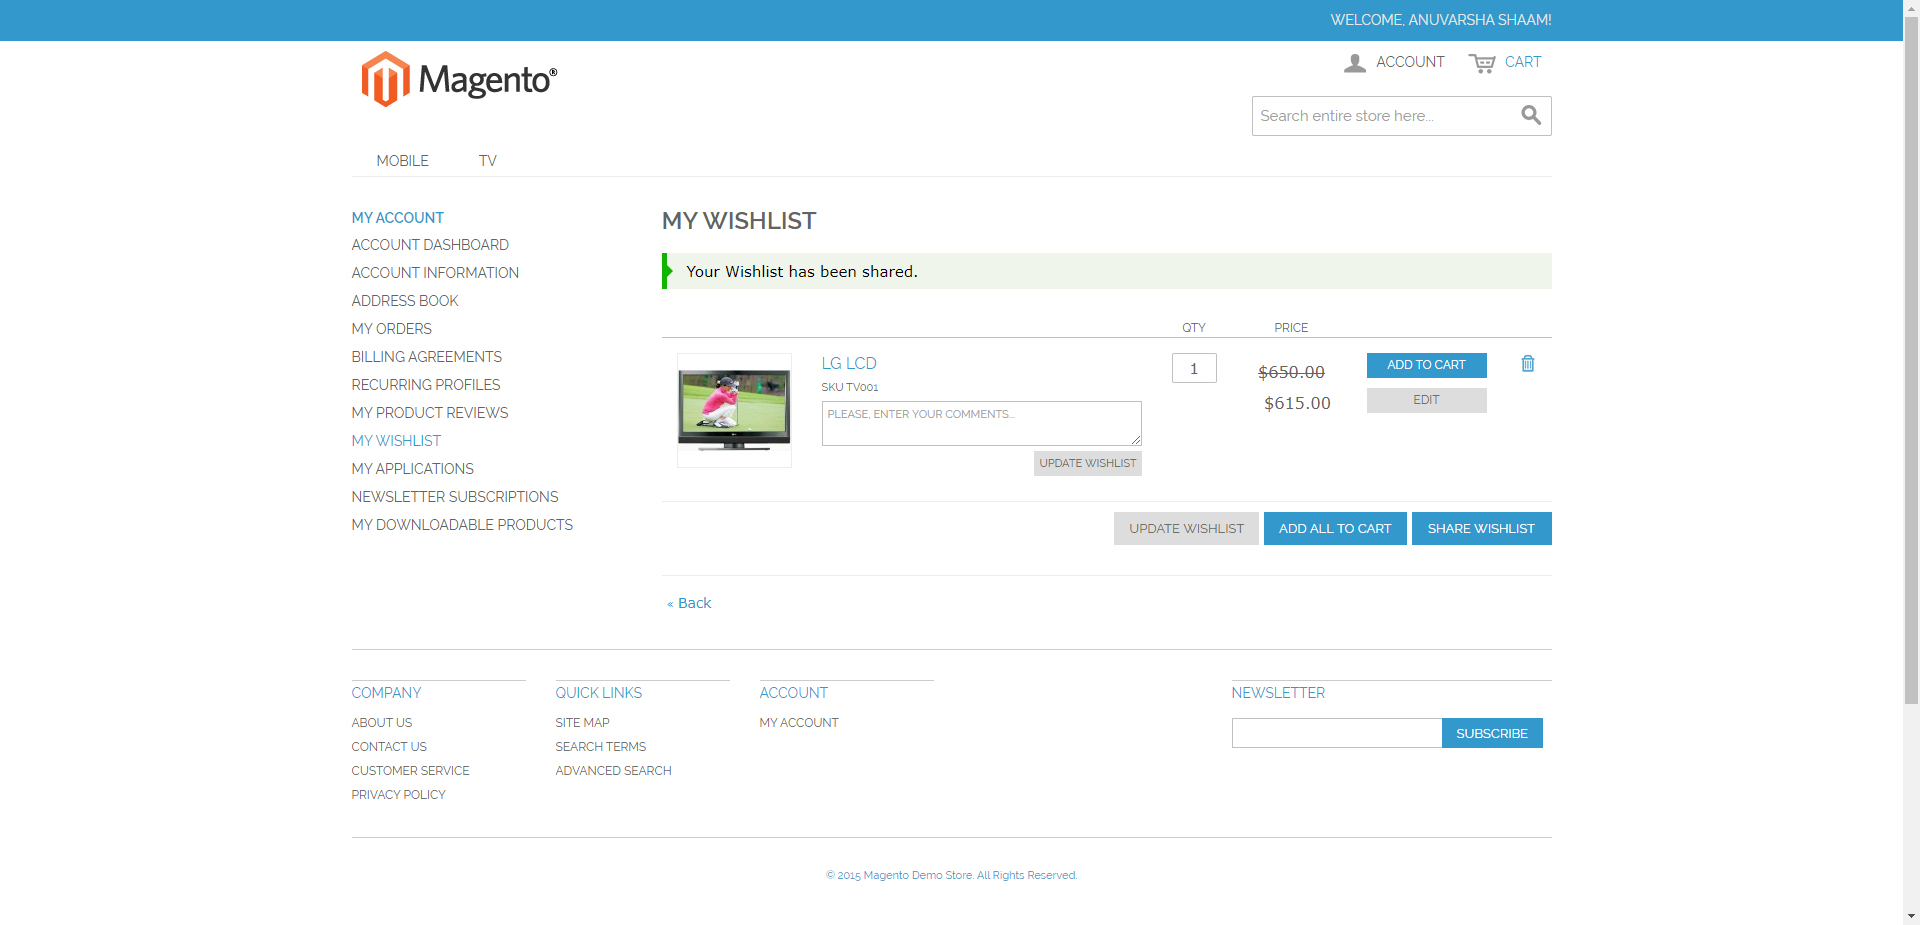 WELCOME, ANUVARSHA SHAAM!
Magento®
ACCOUNT
CART
Search entire store here...
MOBILE
TV
MY ACCOUNT
ACCOUNT DASHBOARD
ACCOUNT INFORMATION
ADDRESS BOOK
MY ORDERS
BILLING AGREEMENTS
RECURRING PROFILES
MY PRODUCT REVIEWS
MY WISHLIST
MY APPLICATIONS
NEWSLETTER SUBSCRIPTIONS
MY DOWNLOADABLE PRODUCTS
MY WISHLIST
Your Wishlist has been shared.
QTY PRICE
LG LCD
SKU TV001
PLEASE, ENTER YOUR COMMENTS...
UPDATE WISHLIST
1
$650.00
$615.00
ADD TO CART
EDIT
UPDATE WISHLIST
ADD ALL TO CART
SHARE WISHLIST
« Back
COMPANY
ABOUT US
CONTACT US
CUSTOMER SERVICE
PRIVACY POLICY
QUICK LINKS
SITE MAP
SEARCH TERMS
ADVANCED SEARCH
ACCOUNT
MY ACCOUNT
NEWSLETTER
SUBSCRIBE
© 2015 Magento Demo Store. All Rights Reserved.